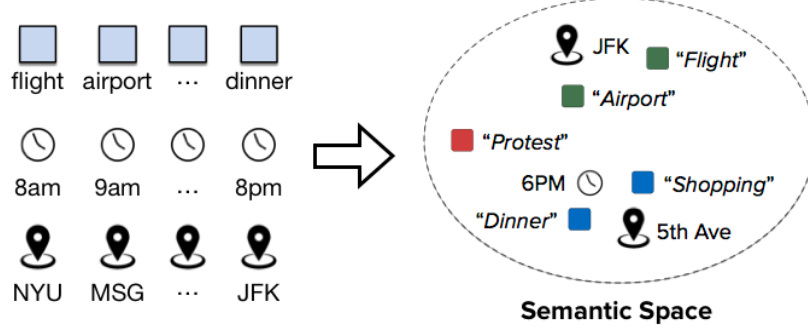 flight airport ... dinner
8am 9am ... 8pm
NYU MSG ... JFK
JFK
“Flight”
“Airport”
“Protest”
6PM
“Shopping”
“Dinner”
5th Ave
Semantic Space